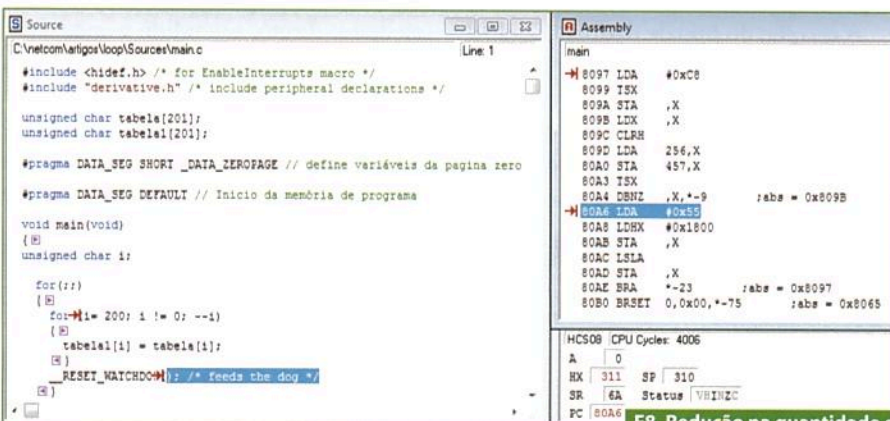 Source
C:\netcom\artigos\loop\Sources\main.c
Line: 1
#include <hidef.h> /* for EnableInterrupts macro */
#include "derivative.h" /* include peripheral declarations */
unsigned char tabela[201];
unsigned char tabela1[201];
#pragma DATA_SEG SHORT _DATA_ZEROPAGE // define variáveis da pagina zero
#pragma DATA_SEG DEFAULT // Inicio da memória de programa
void main(void)
{
unsigned char i;
for(;;)
{
for(i= 200; i != 0; --i)
{
tabela1[i] = tabela[i];
}
__RESET_WATCHDO(); /* feeds the dog */
}
Assembly
main
8097 LDA #0xC8
8099 TSX
809A STA ,X
809B LDX ,X
809C CLRH
809D LDA 256,X
80A0 STA 457,X
80A3 TSX
80A4 DBNZ ,X,*-9 ;abs = 0x809B
80A6 LDA #0x55
80A8 LDHX #0x1800
80AB STA ,X
80AC LSLA
80AD STA ,X
80AE BRA *-23 ;abs = 0x8097
80B0 BRSET 0,0x00,*-75 ;abs = 0x8065
HCS08 CPU Cycles: 4006
A 0
HX 311 SP 310
SR 6A Status VHINZC
PC 80A6